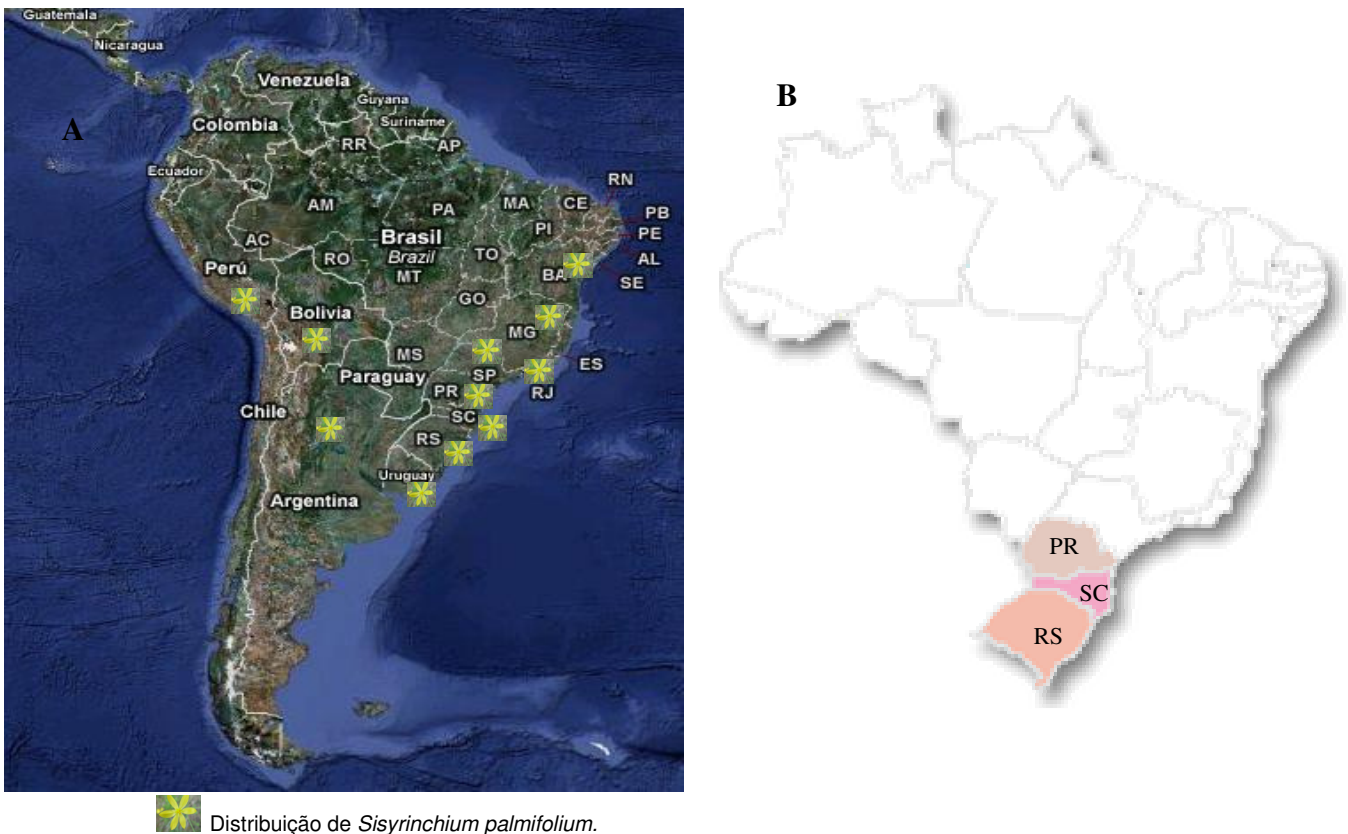 Guatemala
Nicaragua
Venezuela
Guyana
Suriname
Colombia
A
RR
AP
Ecuador
RN
AM
PA
MA
CE
PB
PI
PE
AC
Brasil
Brazil
TO
AL
RO
MT
Perú
BA
SE
GO
Bolivia
MG
MS
ES
Paraguay
SP
PR
RJ
Chile
SC
RS
Uruguay
Argentina
B
PR
SC
RS
Distribuição de Sisyrinchium palmifolium.